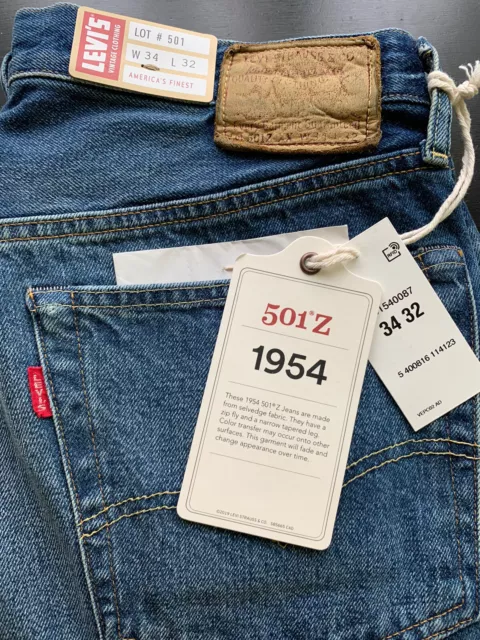 LEVI'S
VINTAGE CLOTHING
LOT # 501
W 34 L 32
AMERICA'S FINEST
501®Z
1954
These 1954 501® Z Jeans are made
from selvedge fabric. They have a
zip fly and a narrow tapered leg.
Color transfer may occur onto other
surfaces. This garment will fade and
change appearance over time.
1540087
34 32
5 400816 114123
LEVI'S